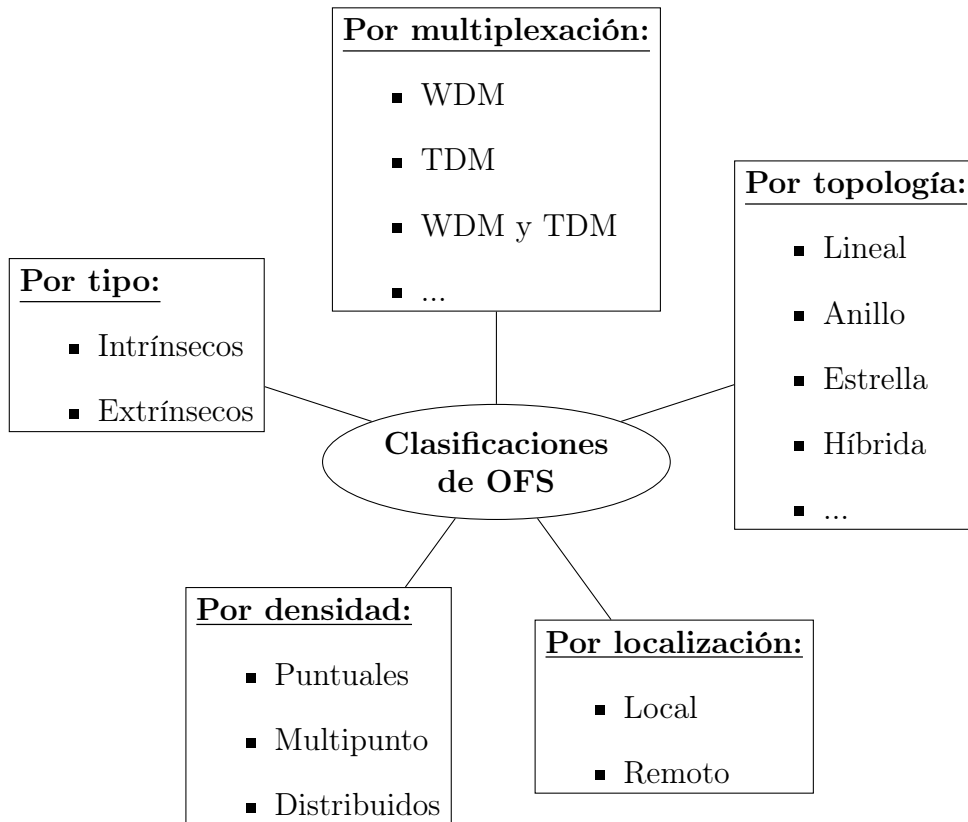 Por multiplexación:
WDM
TDM
WDM y TDM
...
Por topología:
Lineal
Anillo
Estrella
Híbrida
...
Por tipo:
Intrínsecos
Extrínsecos
Clasificaciones
de OFS
Por densidad:
Puntuales
Multipunto
Distribuidos
Por localización:
Local
Remoto